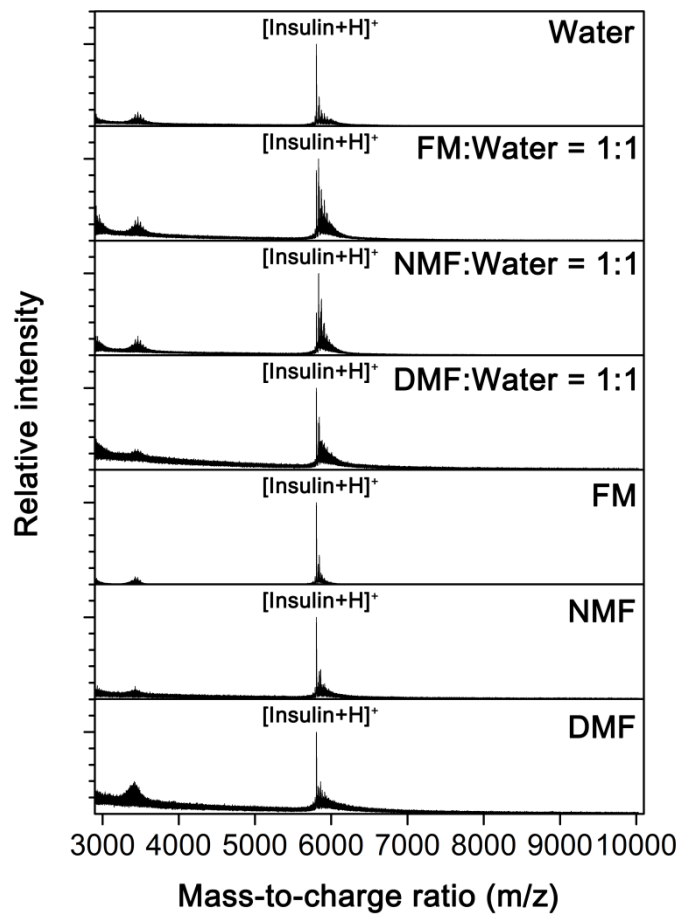 [Insulin+H]⁺
Water
[Insulin+H]⁺
FM:Water = 1:1
[Insulin+H]⁺
NMF:Water = 1:1
[Insulin+H]⁺
DMF:Water = 1:1
[Insulin+H]⁺
FM
[Insulin+H]⁺
NMF
[Insulin+H]⁺
DMF
Relative intensity
3000 4000 5000 6000 7000 8000 9000 10000
Mass-to-charge ratio (m/z)